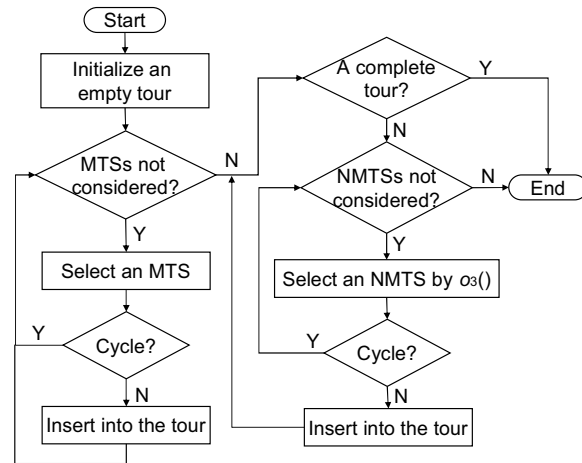 Start
Initialize an
empty tour
MTSs not
considered?
N
Y
Select an MTS
Y
Cycle?
N
Insert into the tour
A complete
tour?
Y
N
NMTSs not
considered?
N
End
Y
Select an NMTS by o₃()
Y
Cycle?
N
Insert into the tour